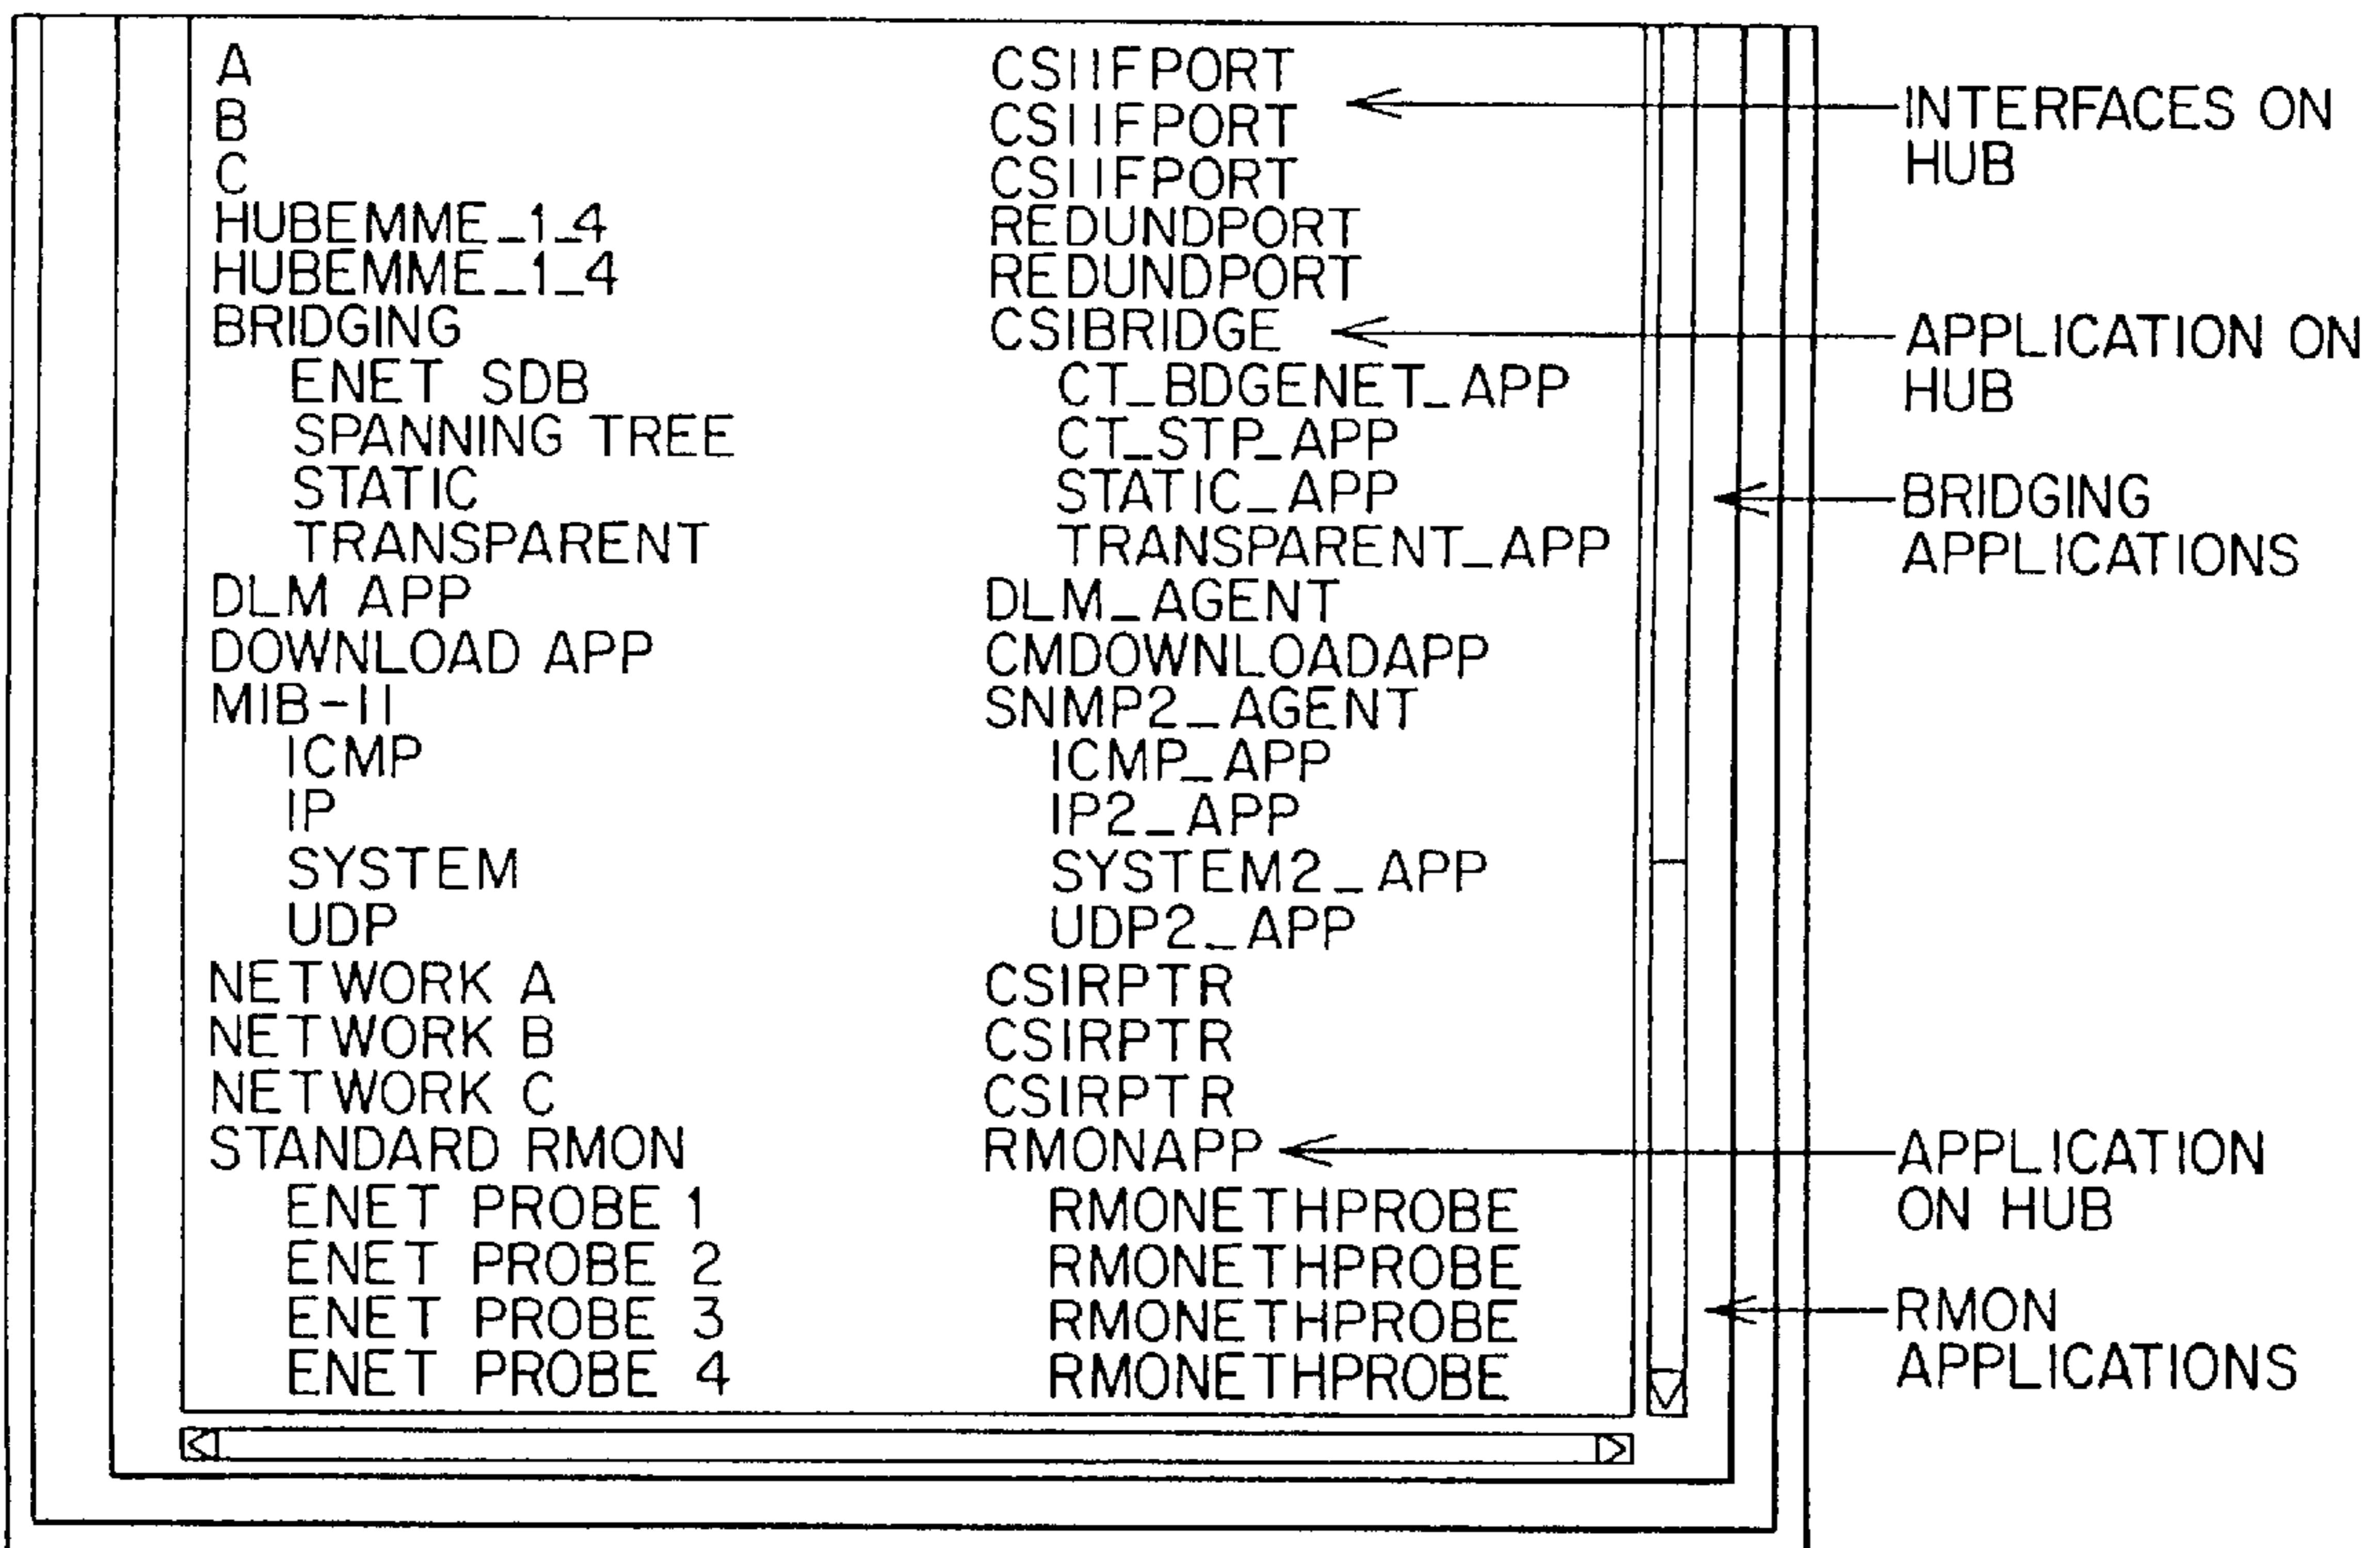 A CSIIFPORT
B CSIIFPORT
C CSIIFPORT
HUBEMME_1_4 REDUNDPORT
HUBEMME_1_4 REDUNDPORT
BRIDGING CSIBRIDGE
ENET SDB CT_BDGENET_APP
SPANNING TREE CT_STP_APP
STATIC STATIC_APP
TRANSPARENT TRANSPARENT_APP
DLM APP DLM_AGENT
DOWNLOAD APP CMDOWNLOADAPP
MIB-II SNMP2_AGENT
ICMP ICMP_APP
IP IP2_APP
SYSTEM SYSTEM2_APP
UDP UDP2_APP
NETWORK A CSIRPTR
NETWORK B CSIRPTR
NETWORK C CSIRPTR
STANDARD RMON RMONAPP
ENET PROBE 1 RMONETHPROBE
ENET PROBE 2 RMONETHPROBE
ENET PROBE 3 RMONETHPROBE
ENET PROBE 4 RMONETHPROBE
INTERFACES ON
HUB
APPLICATION ON
HUB
BRIDGING
APPLICATIONS
APPLICATION
ON HUB
RMON
APPLICATIONS